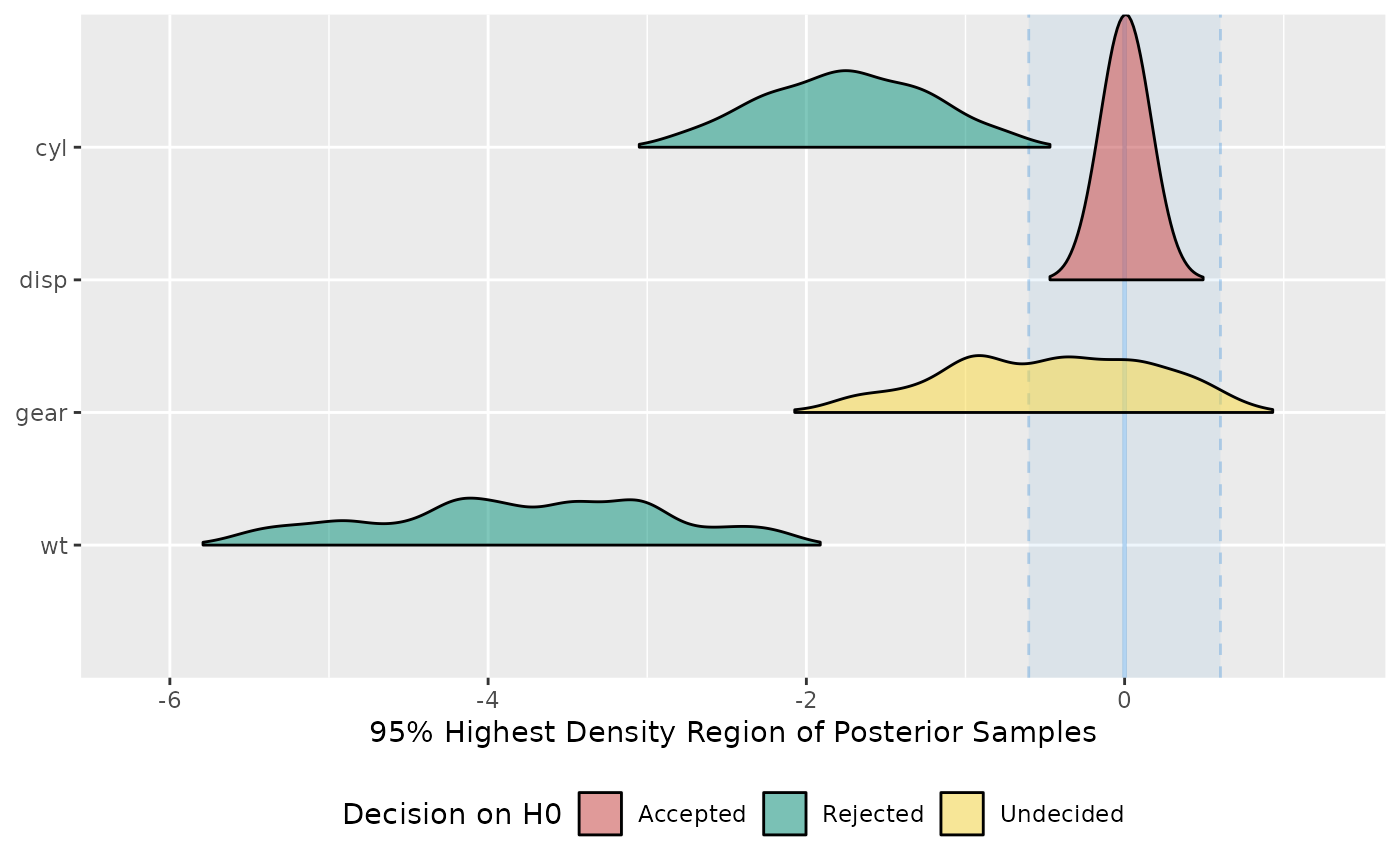 cyl
disp
gear
wt
-6 -4 -2 0
95% Highest Density Region of Posterior Samples
Decision on H0 Accepted Rejected Undecided